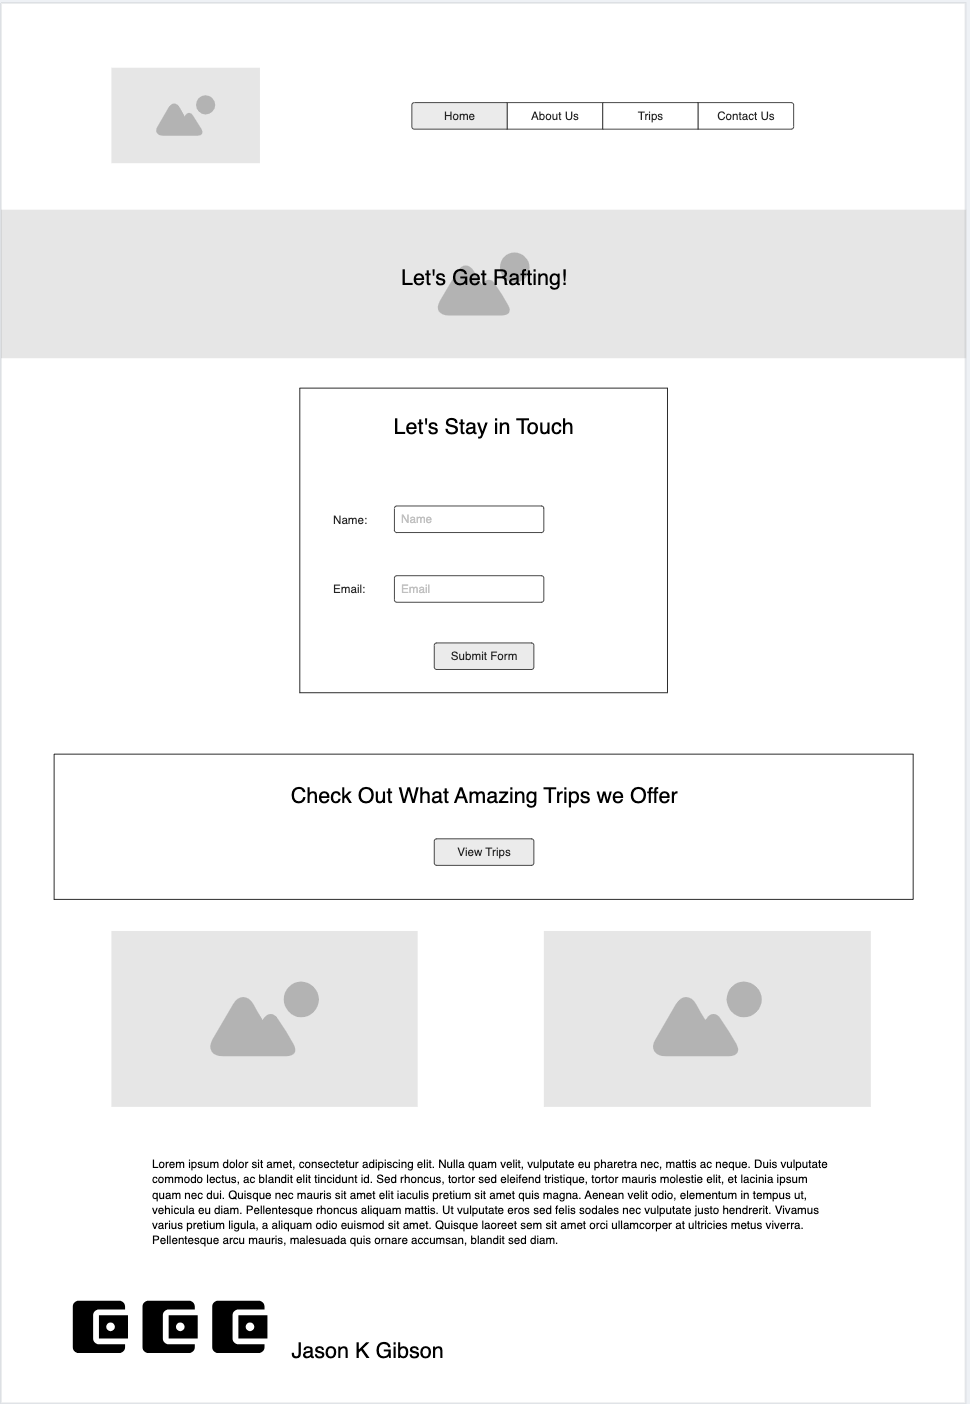 Home
About Us
Trips
Contact Us
Let's Get Rafting!
Let's Stay in Touch
Name:
Name
Email:
Email
Submit Form
Check Out What Amazing Trips we Offer
View Trips
Lorem ipsum dolor sit amet, consectetur adipiscing elit. Nulla quam velit, vulputate eu pharetra nec, mattis ac neque. Duis vulputate
commodo lectus, ac blandit elit tincidunt id. Sed rhoncus, tortor sed eleifend tristique, tortor mauris molestie elit, et lacinia ipsum
quam nec dui. Quisque nec mauris sit amet elit iaculis pretium sit amet quis magna. Aenean velit odio, elementum in tempus ut,
vehicula eu diam. Pellentesque rhoncus aliquam mattis. Ut vulputate eros sed felis sodales nec vulputate justo hendrerit. Vivamus
varius pretium ligula, a aliquam odio euismod sit amet. Quisque laoreet sem sit amet orci ullamcorper at ultricies metus viverra.
Pellentesque arcu mauris, malesuada quis ornare accumsan, blandit sed diam.
Jason K Gibson